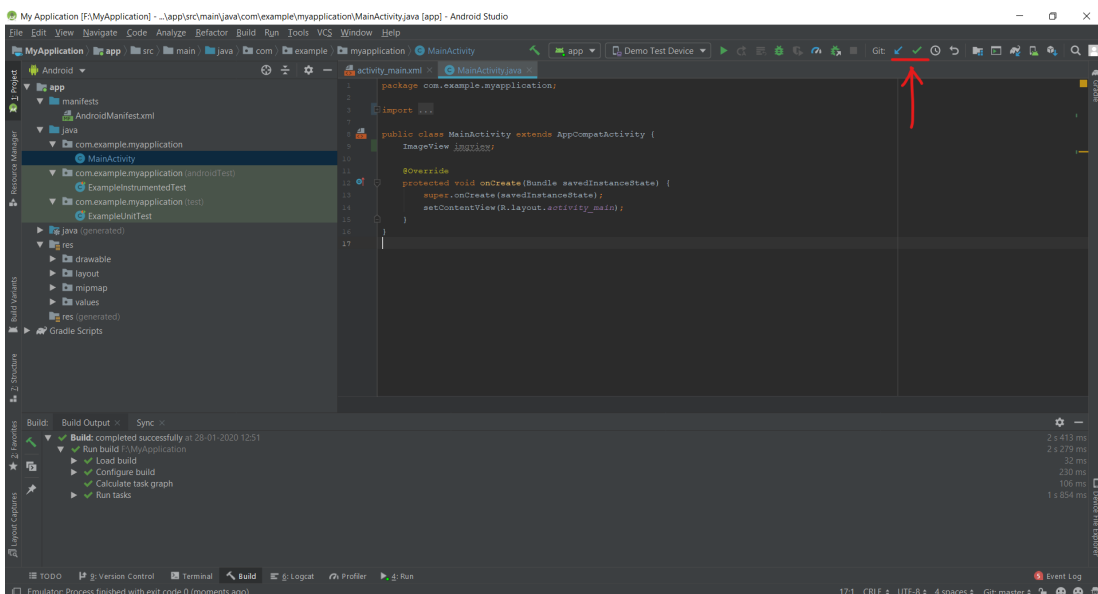 My Application [F:\MyApplication] - ...\app\src\main\java\com\example\myapplication\MainActivity.java [app] - Android Studio
File Edit View Navigate Code Analyze Refactor Build Run Tools VCS Window Help
MyApplication app src main java com example myapplication MainActivity app Demo Test Device Git:
1: Project
Resource Manager
Build Variants
7: Structure
2: Favorites
Layout Captures
Android
app
manifests
AndroidManifest.xml
java
com.example.myapplication
MainActivity
com.example.myapplication (androidTest)
ExampleInstrumentedTest
com.example.myapplication (test)
ExampleUnitTest
java (generated)
res
drawable
layout
mipmap
values
res (generated)
Gradle Scripts
activity_main.xml MainActivity.java
1 package com.example.myapplication;
2
3 import ...
7
8 public class MainActivity extends AppCompatActivity {
9 ImageView imgview;
10
11 @Override
12 protected void onCreate(Bundle savedInstanceState) {
13 super.onCreate(savedInstanceState);
14 setContentView(R.layout.activity_main);
15 }
16 }
17
Gradle
Device File Explorer
Build: Build Output Sync
Build: completed successfully at 28-01-2020 12:51 2 s 413 ms
Run build F:\MyApplication 2 s 279 ms
Load build 32 ms
Configure build 230 ms
Calculate task graph 106 ms
Run tasks 1 s 854 ms
TODO 9: Version Control Terminal Build 6: Logcat Profiler 4: Run 5 Event Log
Emulator: Process finished with exit code 0 (moments ago) 17:1 CRLF UTF-8 4 spaces Git: master